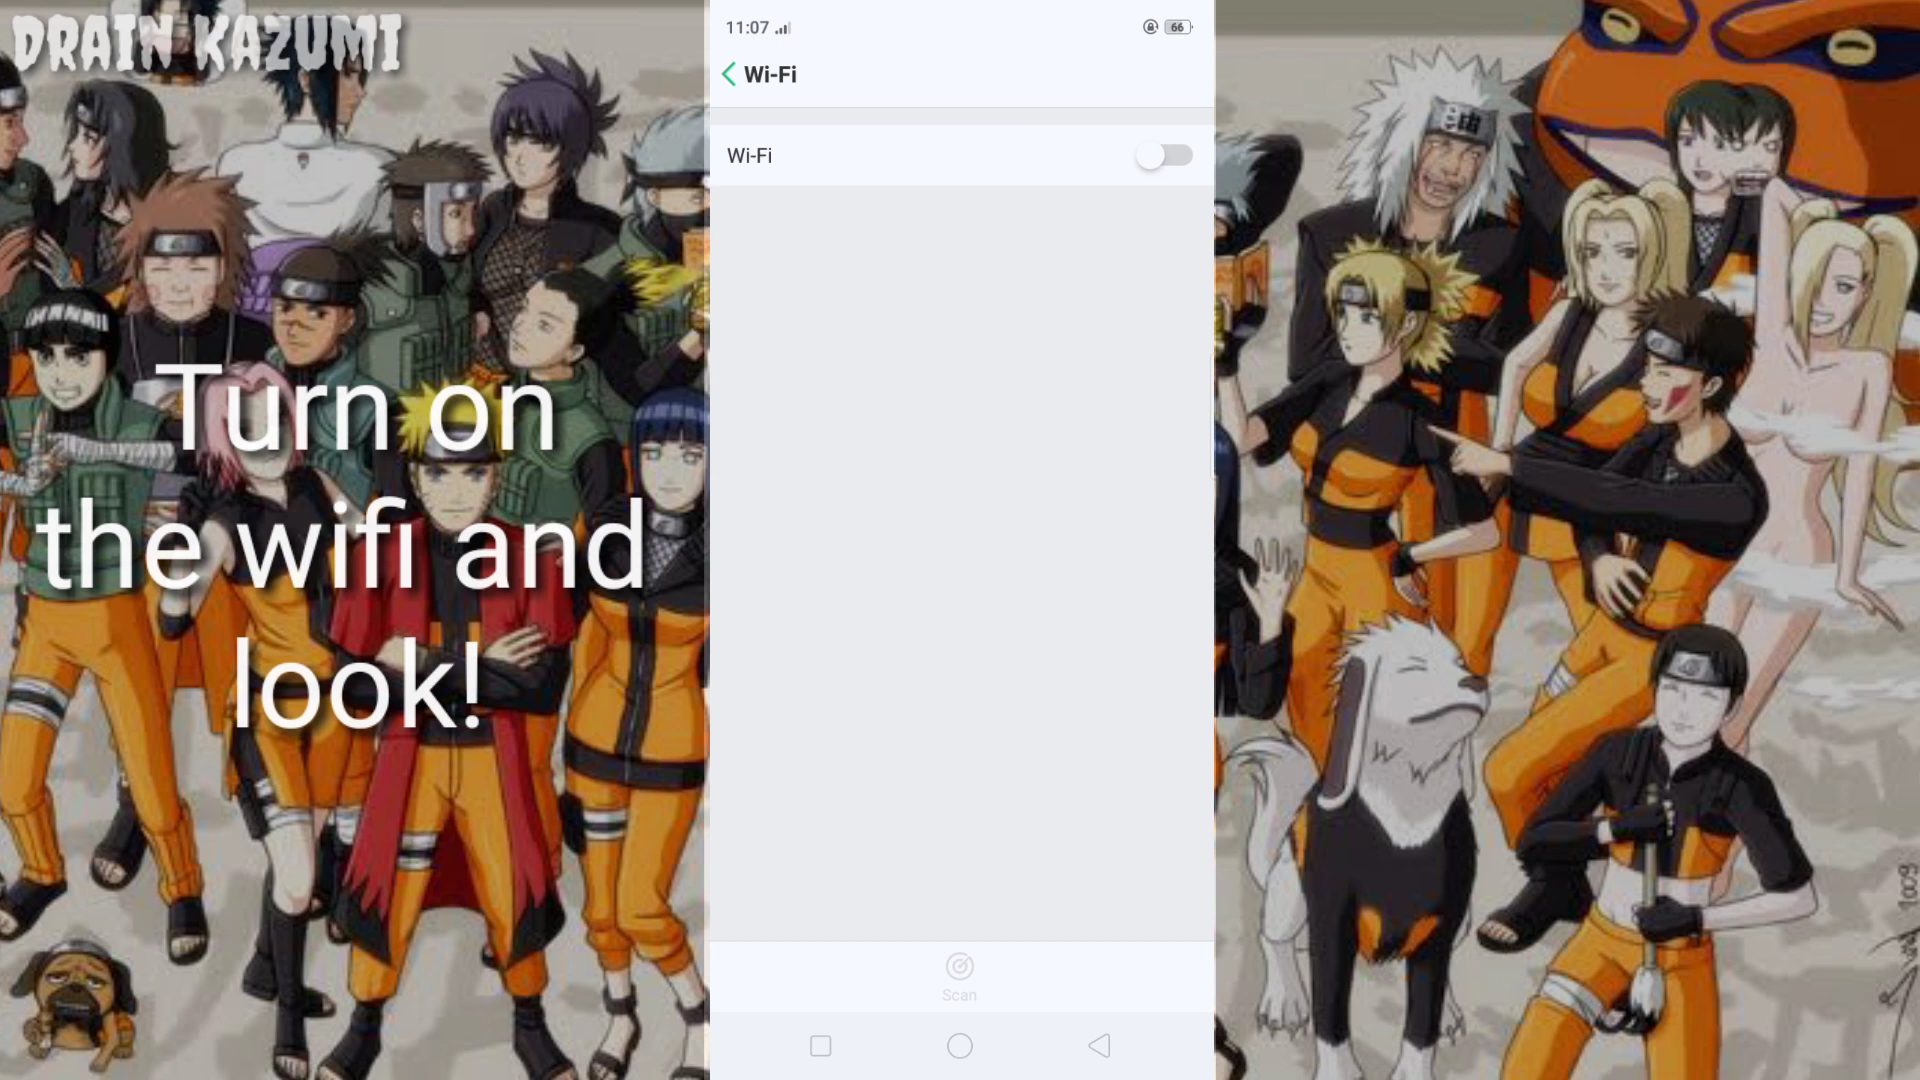 DRAIN KAZUMI
11:07
66
Wi-Fi
Wi-Fi
Turn on
the wifi and
look!
Scan